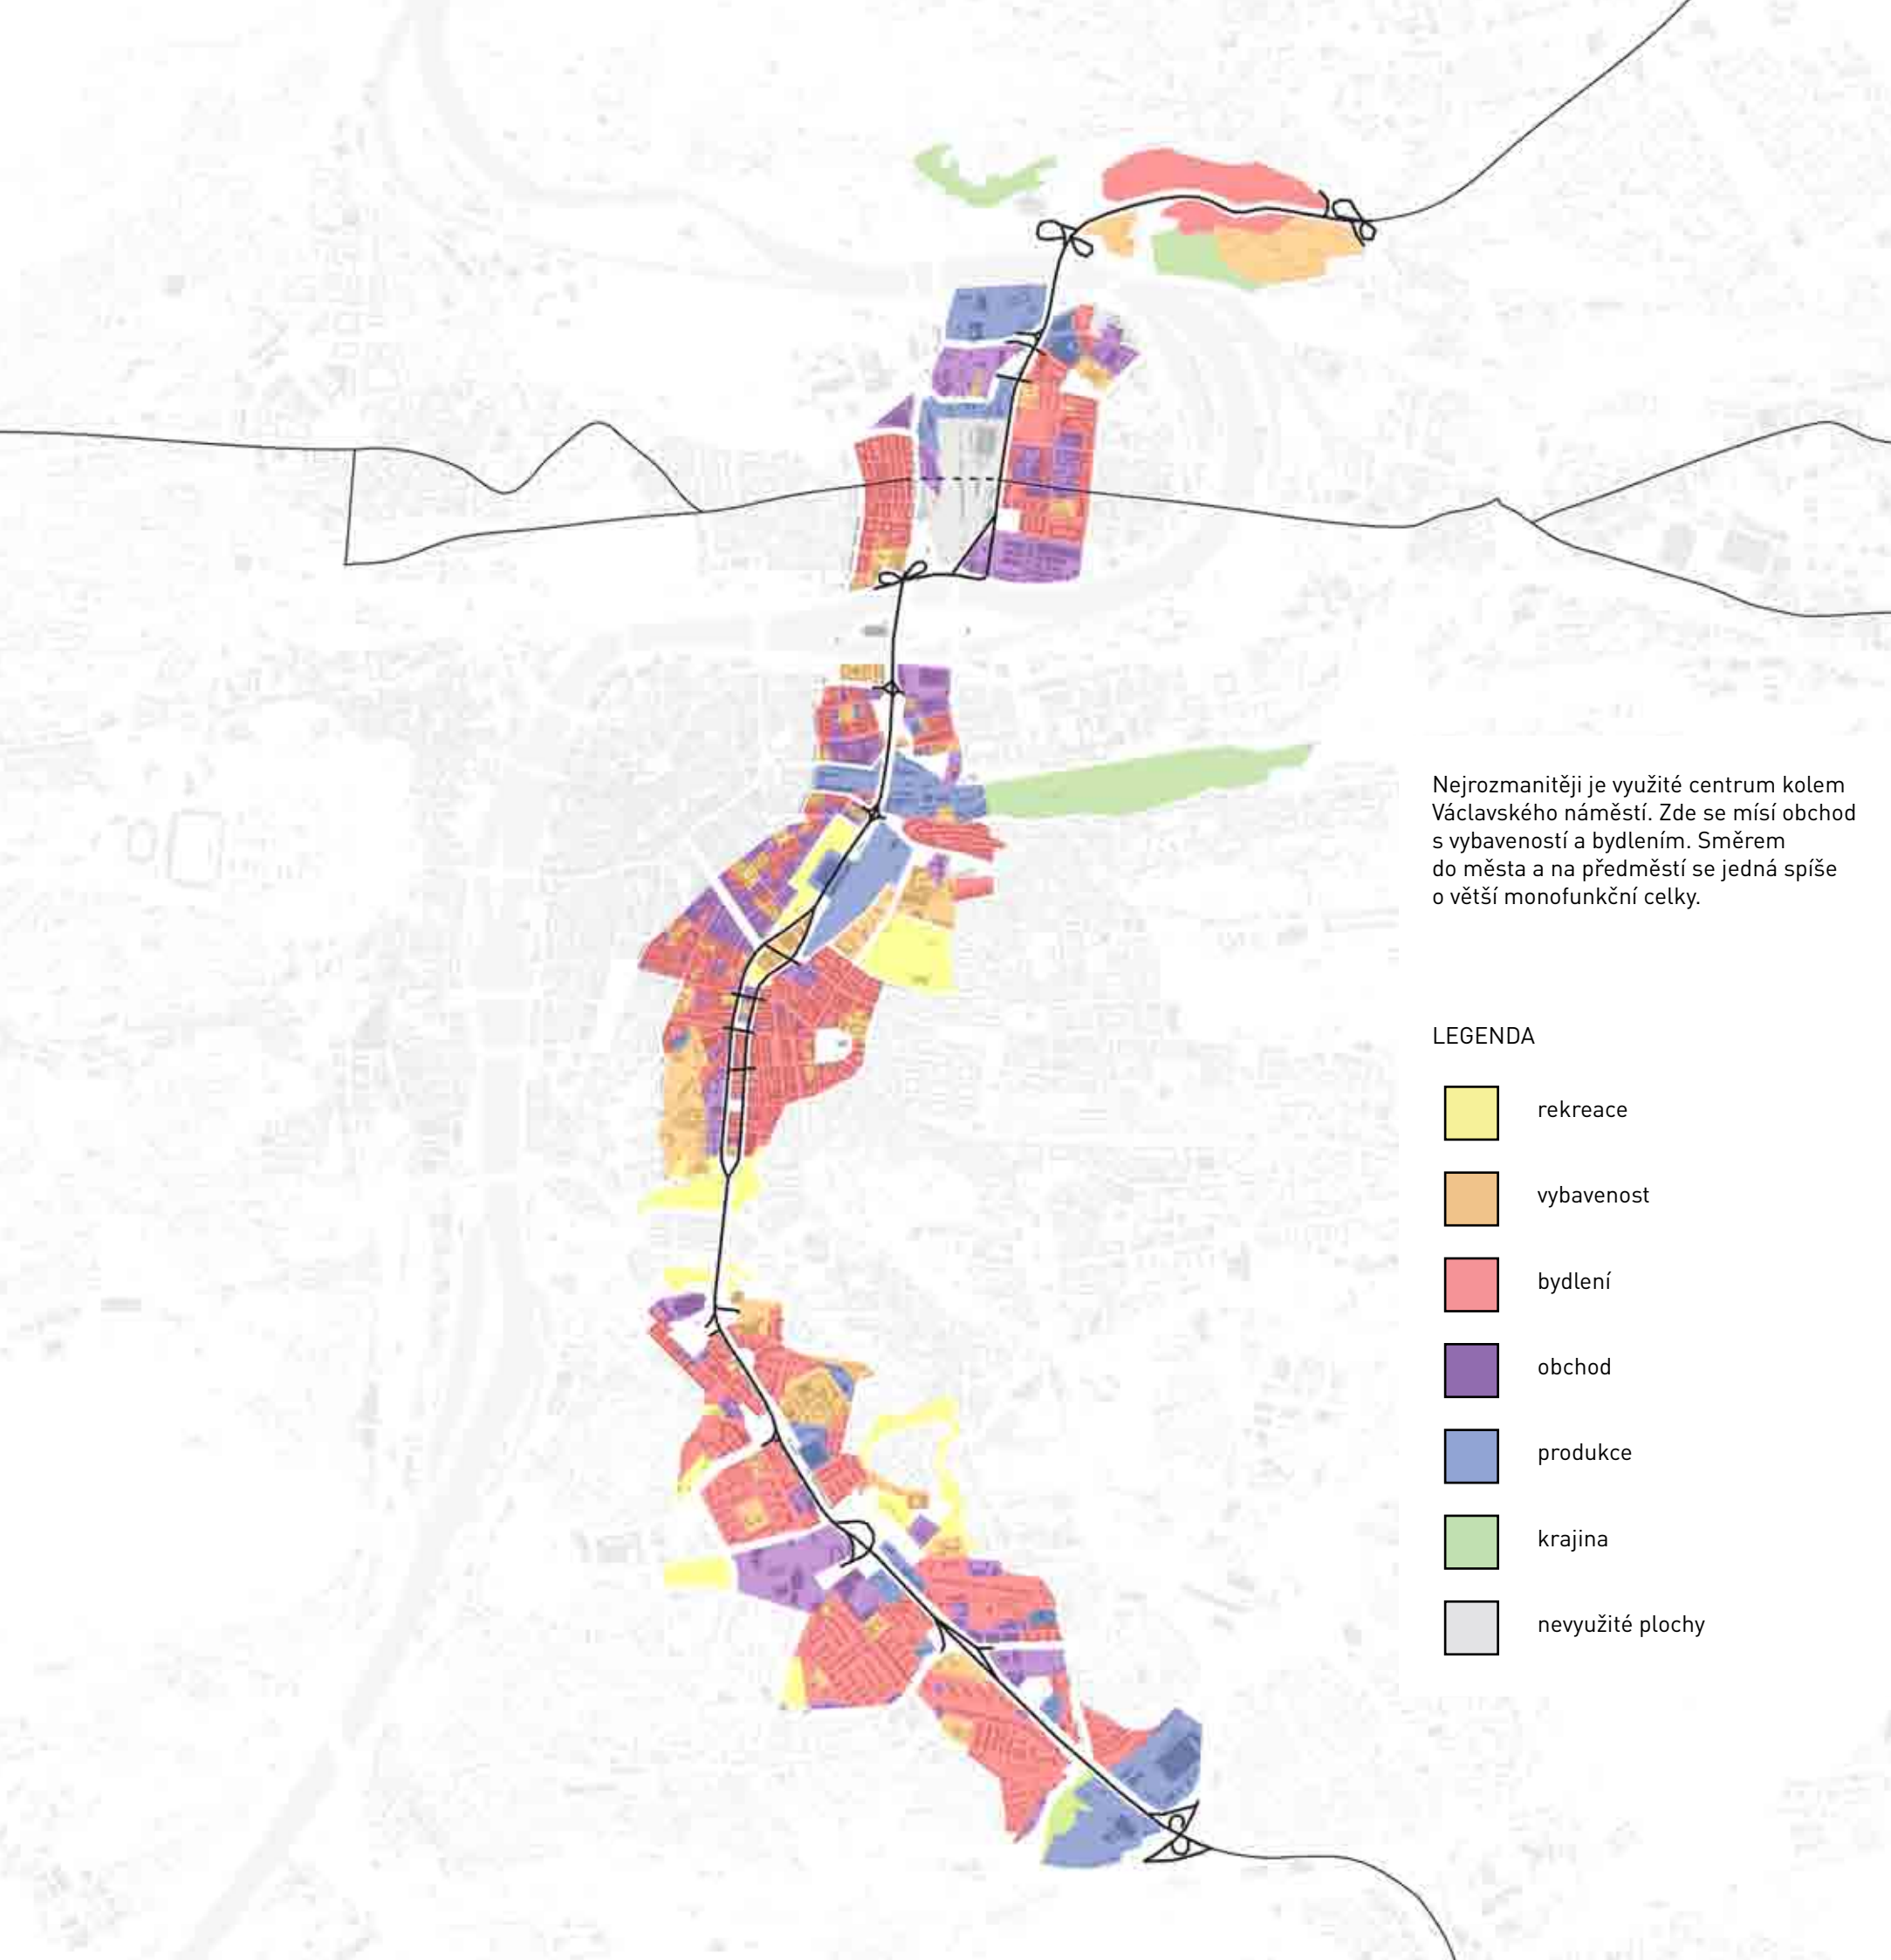 Nejrozmanitěji je využité centrum kolem
Václavského náměstí. Zde se mísí obchod
s vybaveností a bydlením. Směrem
do města a na předměstí se jedná spíše
o větší monofunkční celky.
LEGENDA
rekreace
vybavenost
bydlení
obchod
produkce
krajina
nevyužité plochy